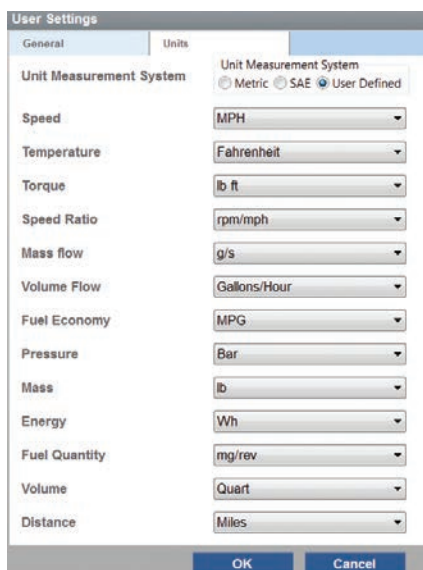 User Settings
General Units
Unit Measurement System
Unit Measurement System
Metric SAE User Defined
Speed MPH
Temperature Fahrenheit
Torque lb ft
Speed Ratio rpm/mph
Mass flow g/s
Volume Flow Gallons/Hour
Fuel Economy MPG
Pressure Bar
Mass lb
Energy Wh
Fuel Quantity mg/rev
Volume Quart
Distance Miles
OK Cancel